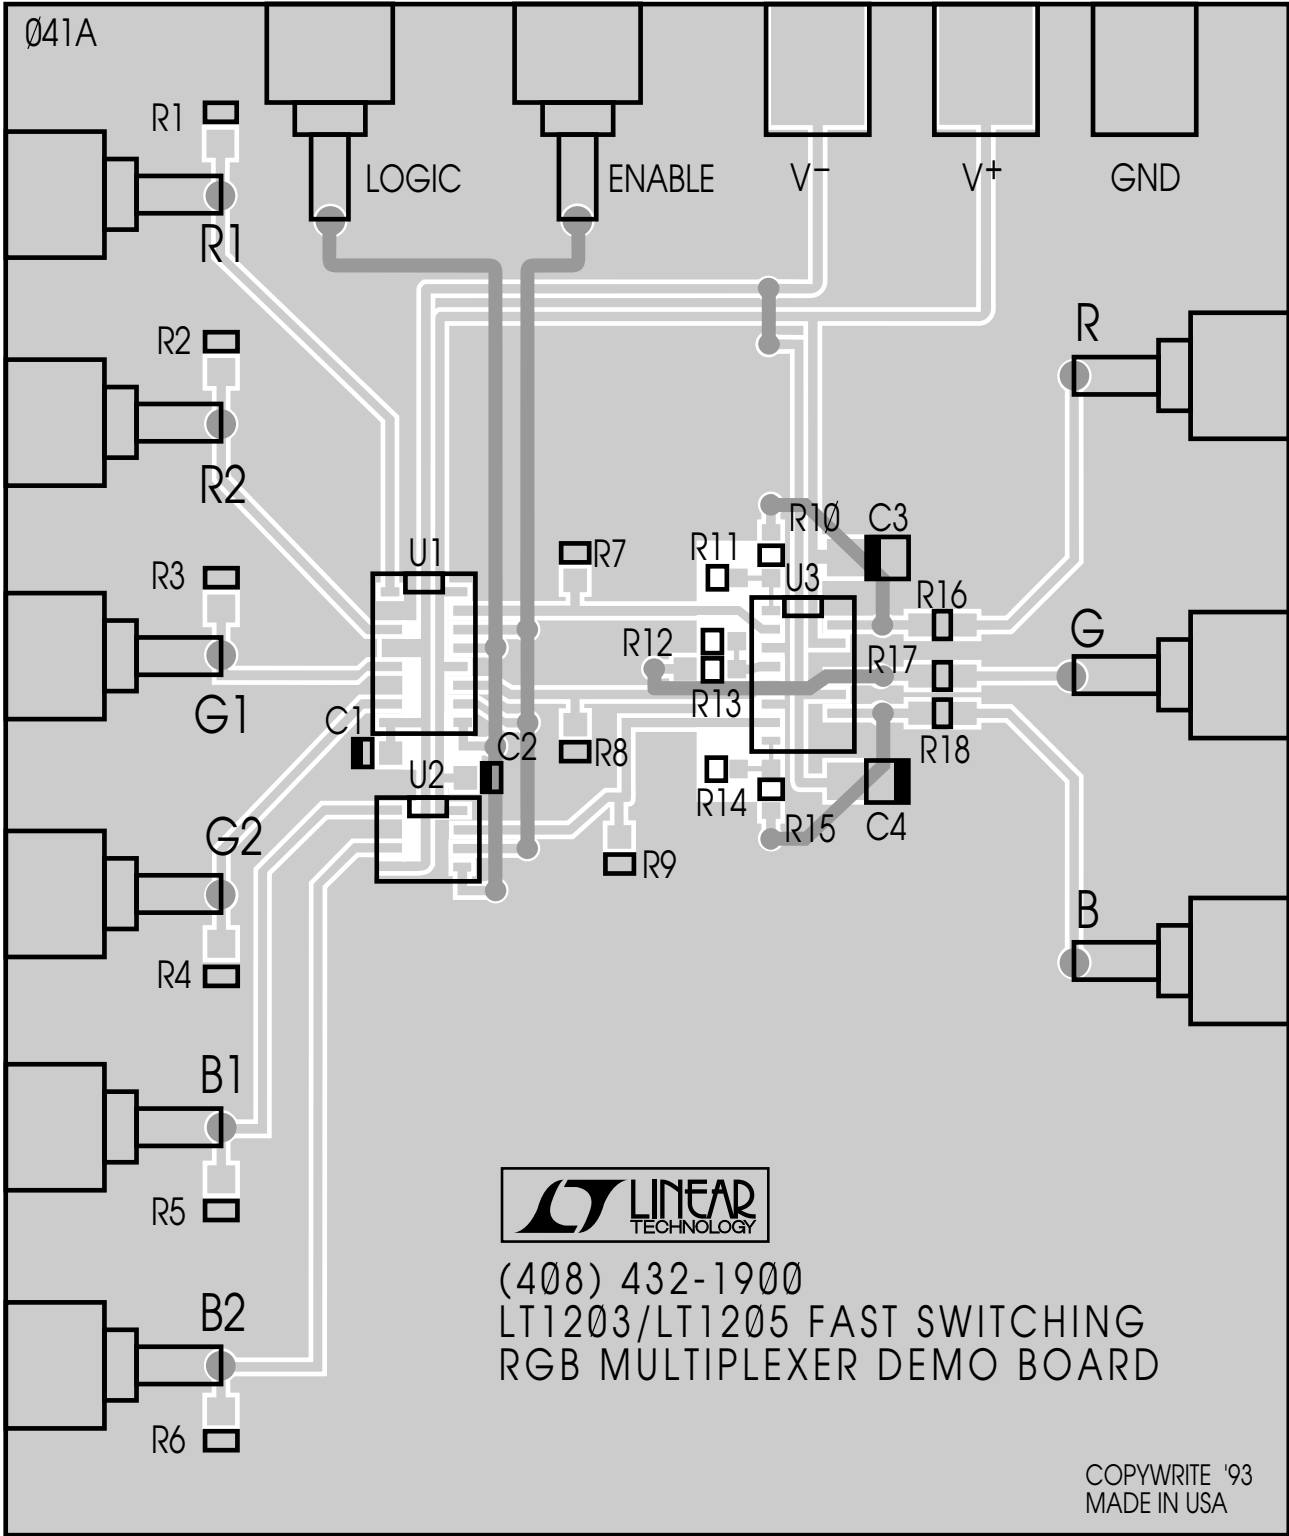 Ø41A
R1
LOGIC
ENABLE
V-
V+
GND
R1
R2
R
R2
R3
U1
R7
R11
R1Ø
C3
U3
R16
R12
R17
G
G1
C1
R13
C2
R8
R18
U2
R14
R15
C4
G2
R9
B
R4
B1
R5
LINEAR
TECHNOLOGY
(4Ø8) 432-19ØØ
LT12Ø3/LT12Ø5 FAST SWITCHING
RGB MULTIPLEXER DEMO BOARD
B2
R6
COPYWRITE '93
MADE IN USA